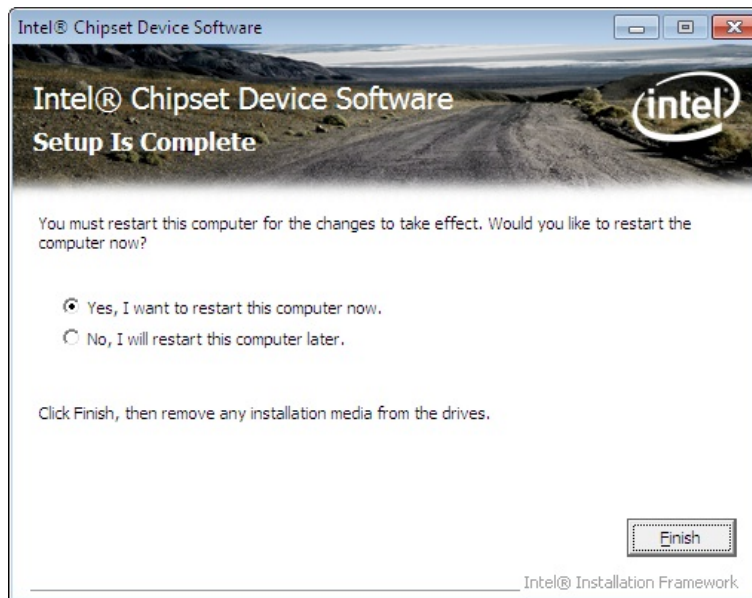 Intel® Chipset Device Software
Intel® Chipset Device Software
intel
Setup Is Complete
You must restart this computer for the changes to take effect. Would you like to restart the
computer now?
Yes, I want to restart this computer now.
No, I will restart this computer later.
Click Finish, then remove any installation media from the drives.
Finish
Intel® Installation Framework